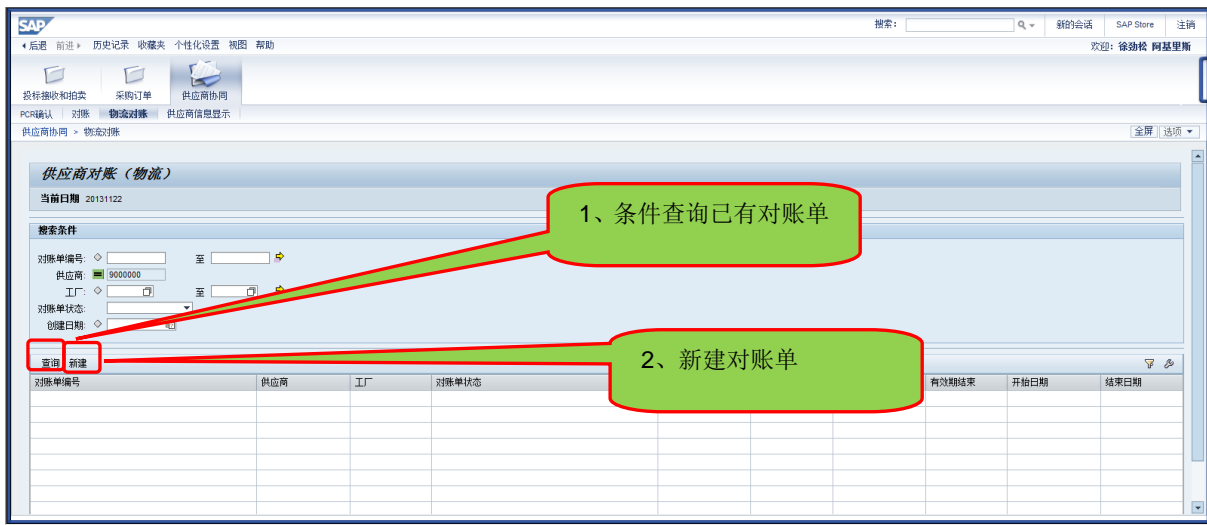 SAP 搜索: 新的会话 SAP Store 注销
后退 前进 历史记录 收藏夹 个性化设置 视图 帮助 欢迎: 徐劲松 阿基里斯
投标接收和拍卖 采购订单 供应商协同
PCR确认 对账 物流对账 供应商信息显示
供应商协同 > 物流对账 全屏 选项
供应商对账（物流）
当前日期 20131122
1、条件查询已有对账单
搜索条件
对账单编号: 至
供应商: 9000000
工厂: 至
对账单状态:
创建日期:
2、新建对账单
查询 新建
对账单编号 供应商 工厂 对账单状态 有效期结束 开始日期 结束日期